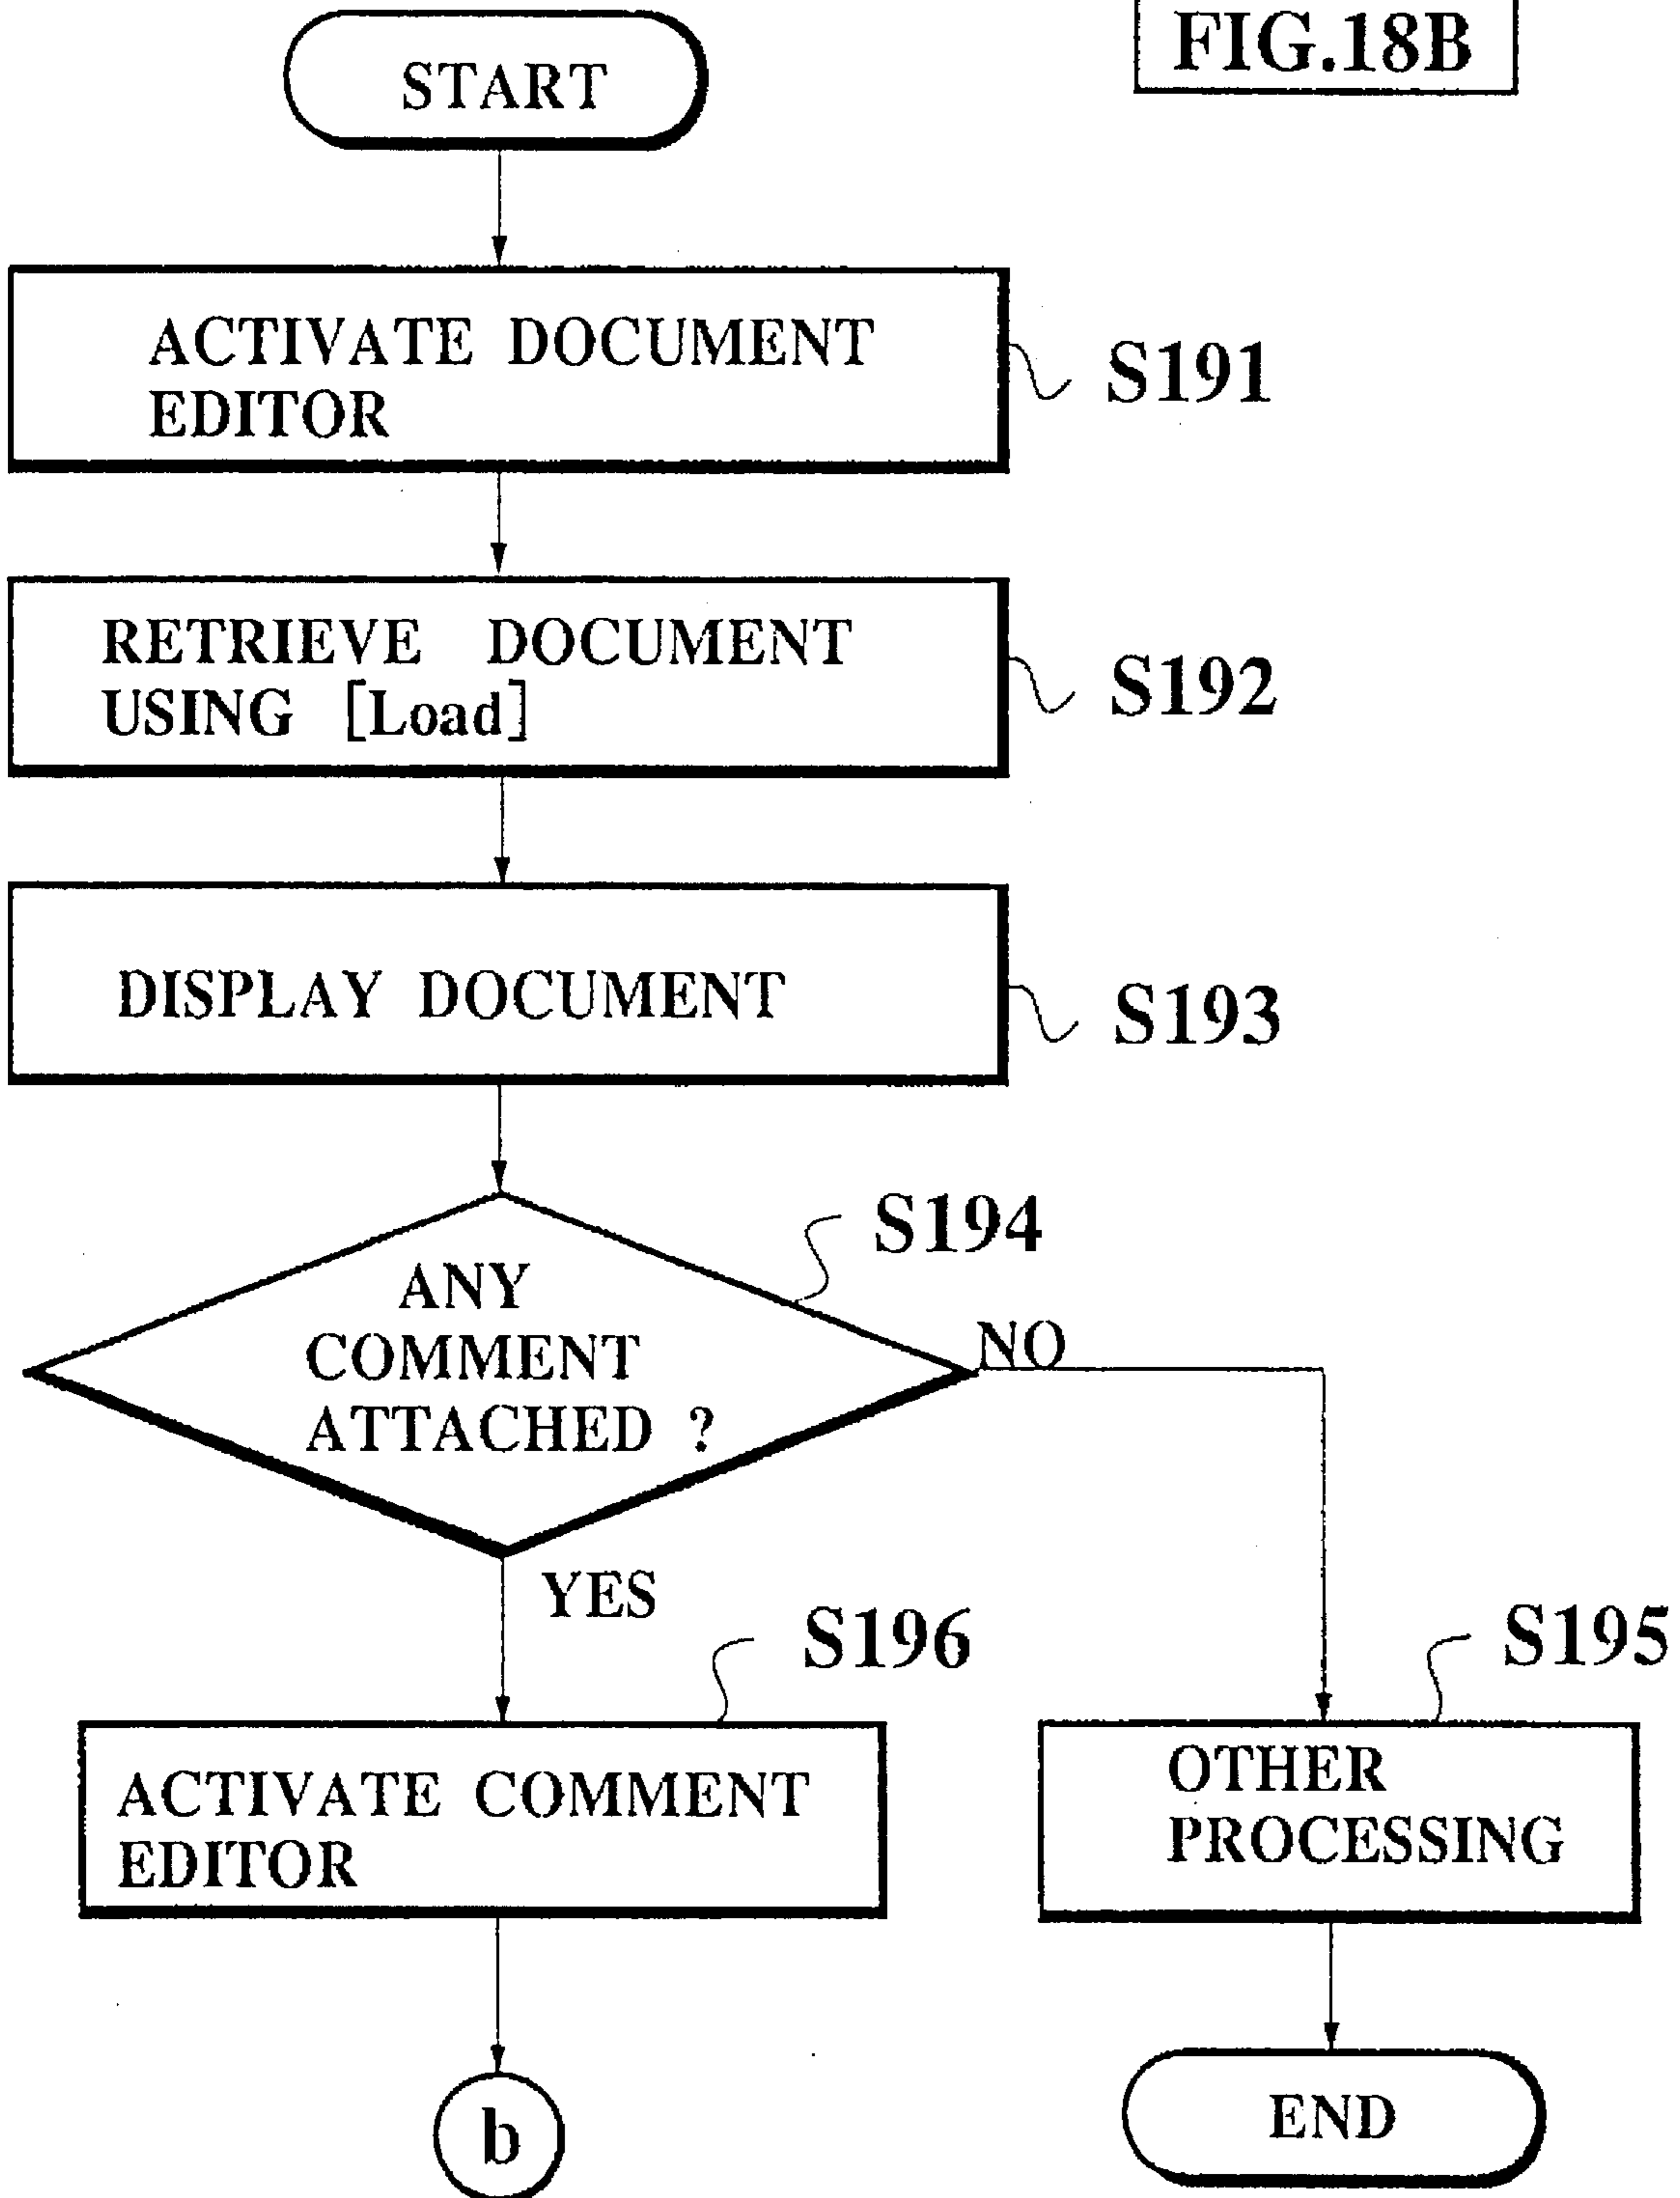 FIG.18B
START
ACTIVATE DOCUMENT
EDITOR
S191
RETRIEVE DOCUMENT
USING [Load]
S192
DISPLAY DOCUMENT
S193
S194
ANY
COMMENT
ATTACHED ?
NO
YES
S196
S195
ACTIVATE COMMENT
EDITOR
OTHER
PROCESSING
b
END